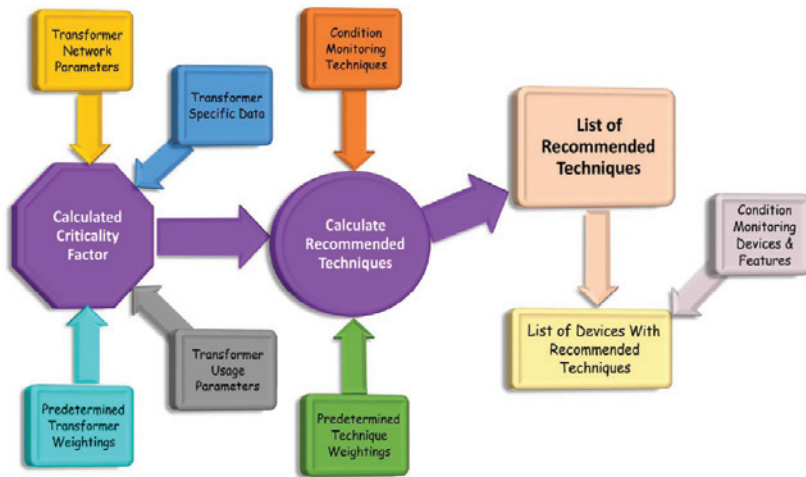 Transformer
Network
Parameters
Transformer
Specific Data
Condition
Monitoring
Techniques
List of
Recommended
Techniques
Calculated
Criticality
Factor
Calculate
Recommended
Techniques
Condition
Monitoring
Devices &
Features
Transformer
Usage
Parameters
List of Devices With
Recommended
Techniques
Predetermined
Transformer
Weightings
Predetermined
Technique
Weightings